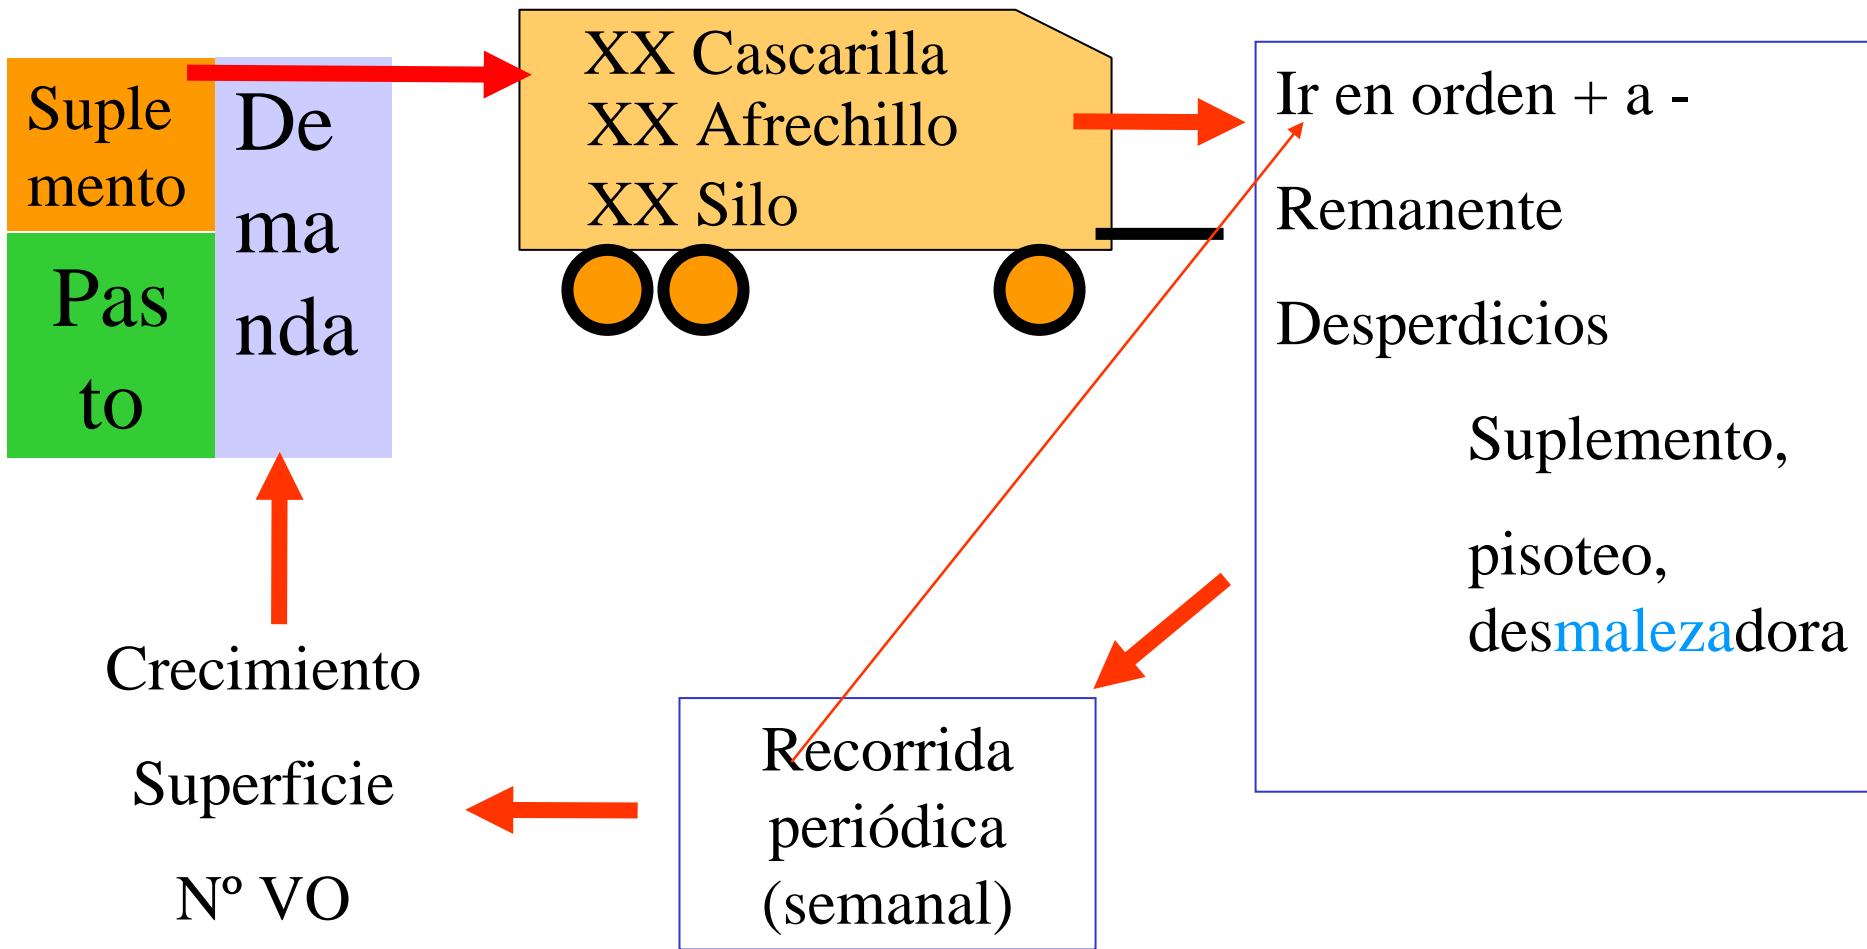 Suple
mento
Pas
to
De
ma
nda
XX Cascarilla
XX Afrechillo
XX Silo
Ir en orden + a -
Remanente
Desperdicios
Suplemento,
pisoteo,
desmalezadora
Recorrida
periódica
(semanal)
Crecimiento
Superficie
Nº VO